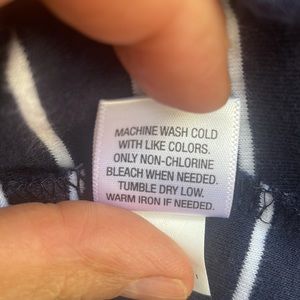 MACHINE WASH COLD
WITH LIKE COLORS.
ONLY NON-CHLORINE
BLEACH WHEN NEEDED.
TUMBLE DRY LOW.
WARM IRON IF NEEDED.